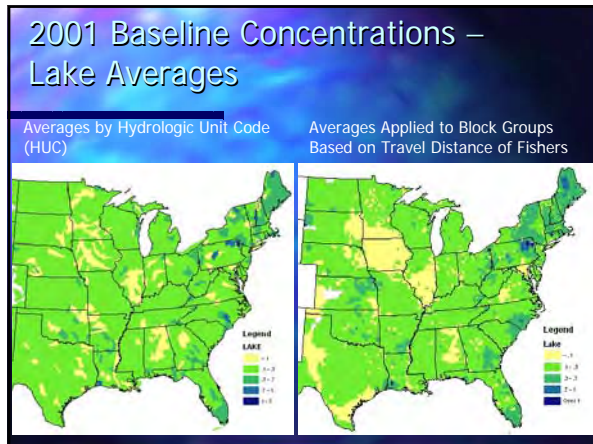 2001 Baseline Concentrations –
Lake Averages
Averages by Hydrologic Unit Code
(HUC)
Averages Applied to Block Groups
Based on Travel Distance of Fishers
Legend
LAKE
Legend
Lake